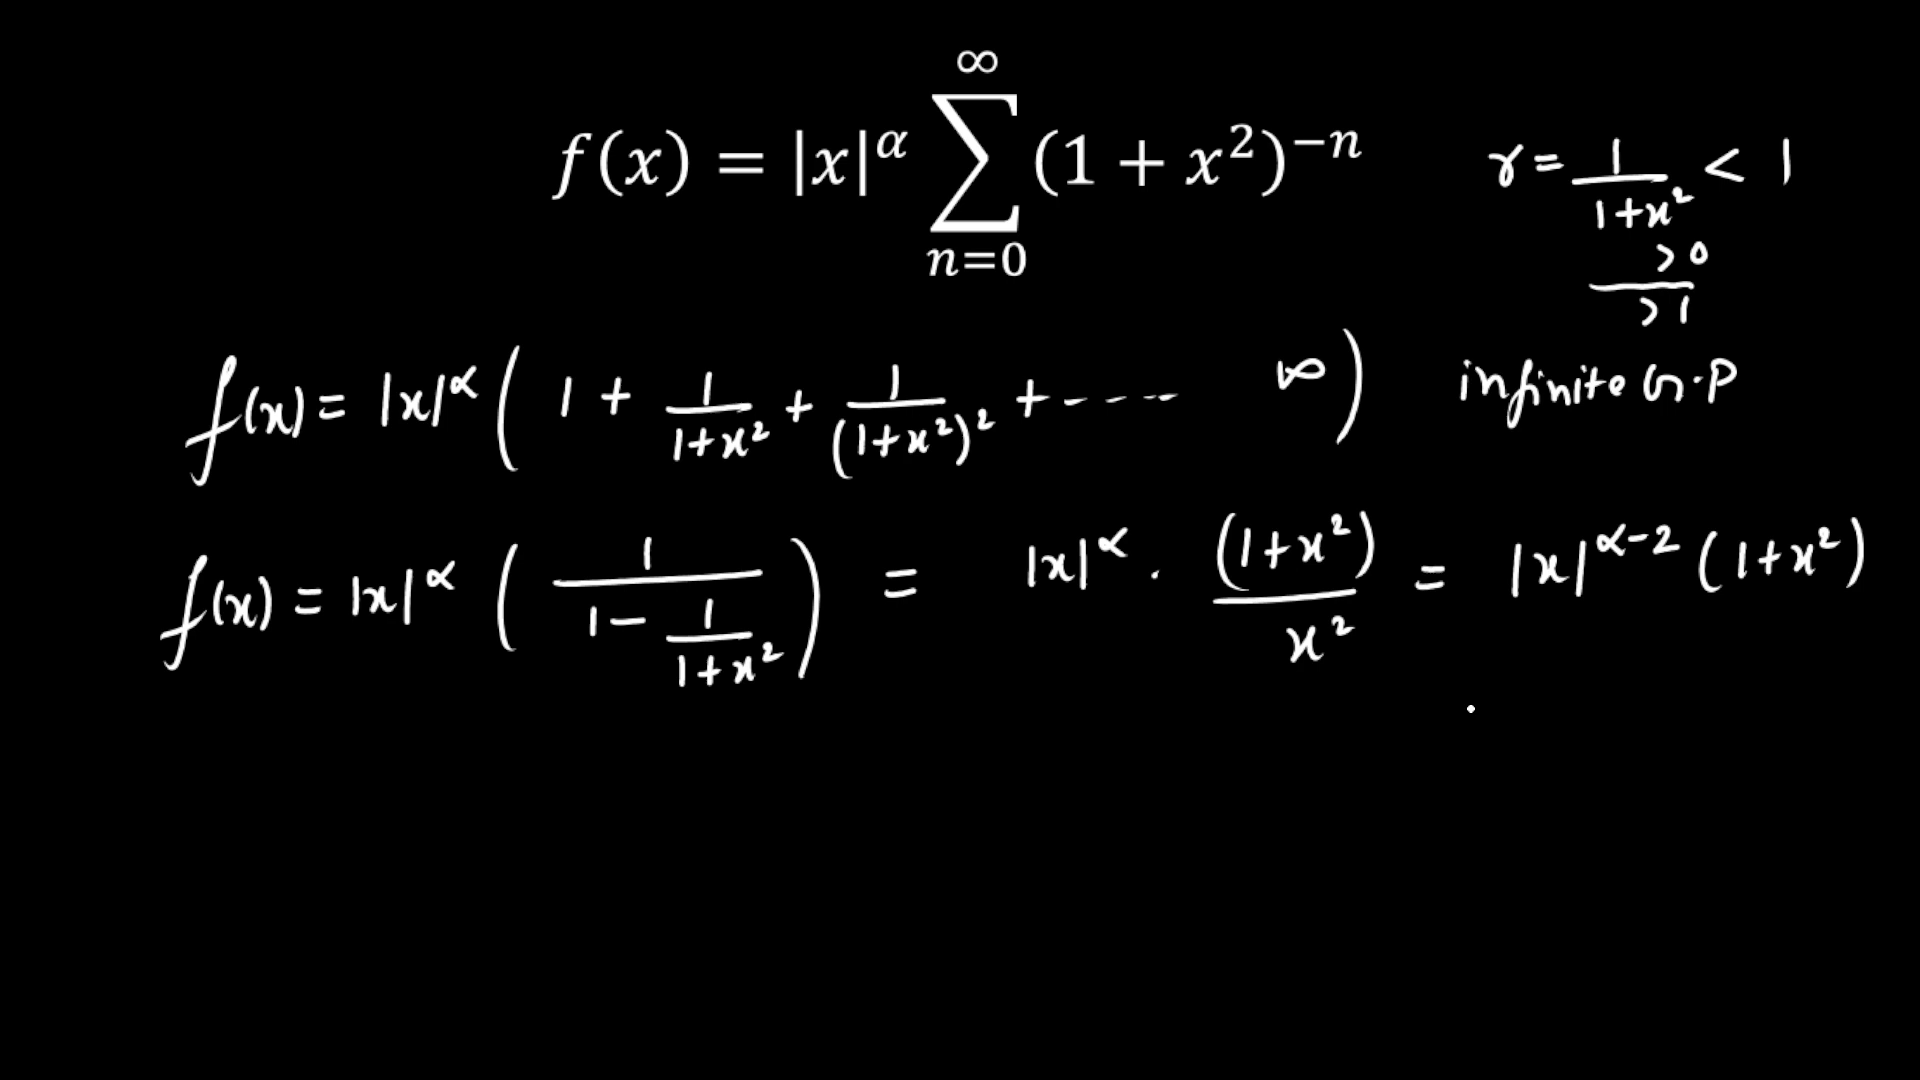 f(x) = |x|^α ∑_{n=0}^{∞} (1 + x²)^{−n}
r = 1/(1+x²) < 1
> 0
> 1
f(x) = |x|^α ( 1 + 1/(1+x²) + 1/(1+x²)² + ---- ∞ ) infinite G.P
f(x) = |x|^α ( 1/(1 − 1/(1+x²)) ) = |x|^α . (1+x²)/x² = |x|^{α−2} (1+x²)